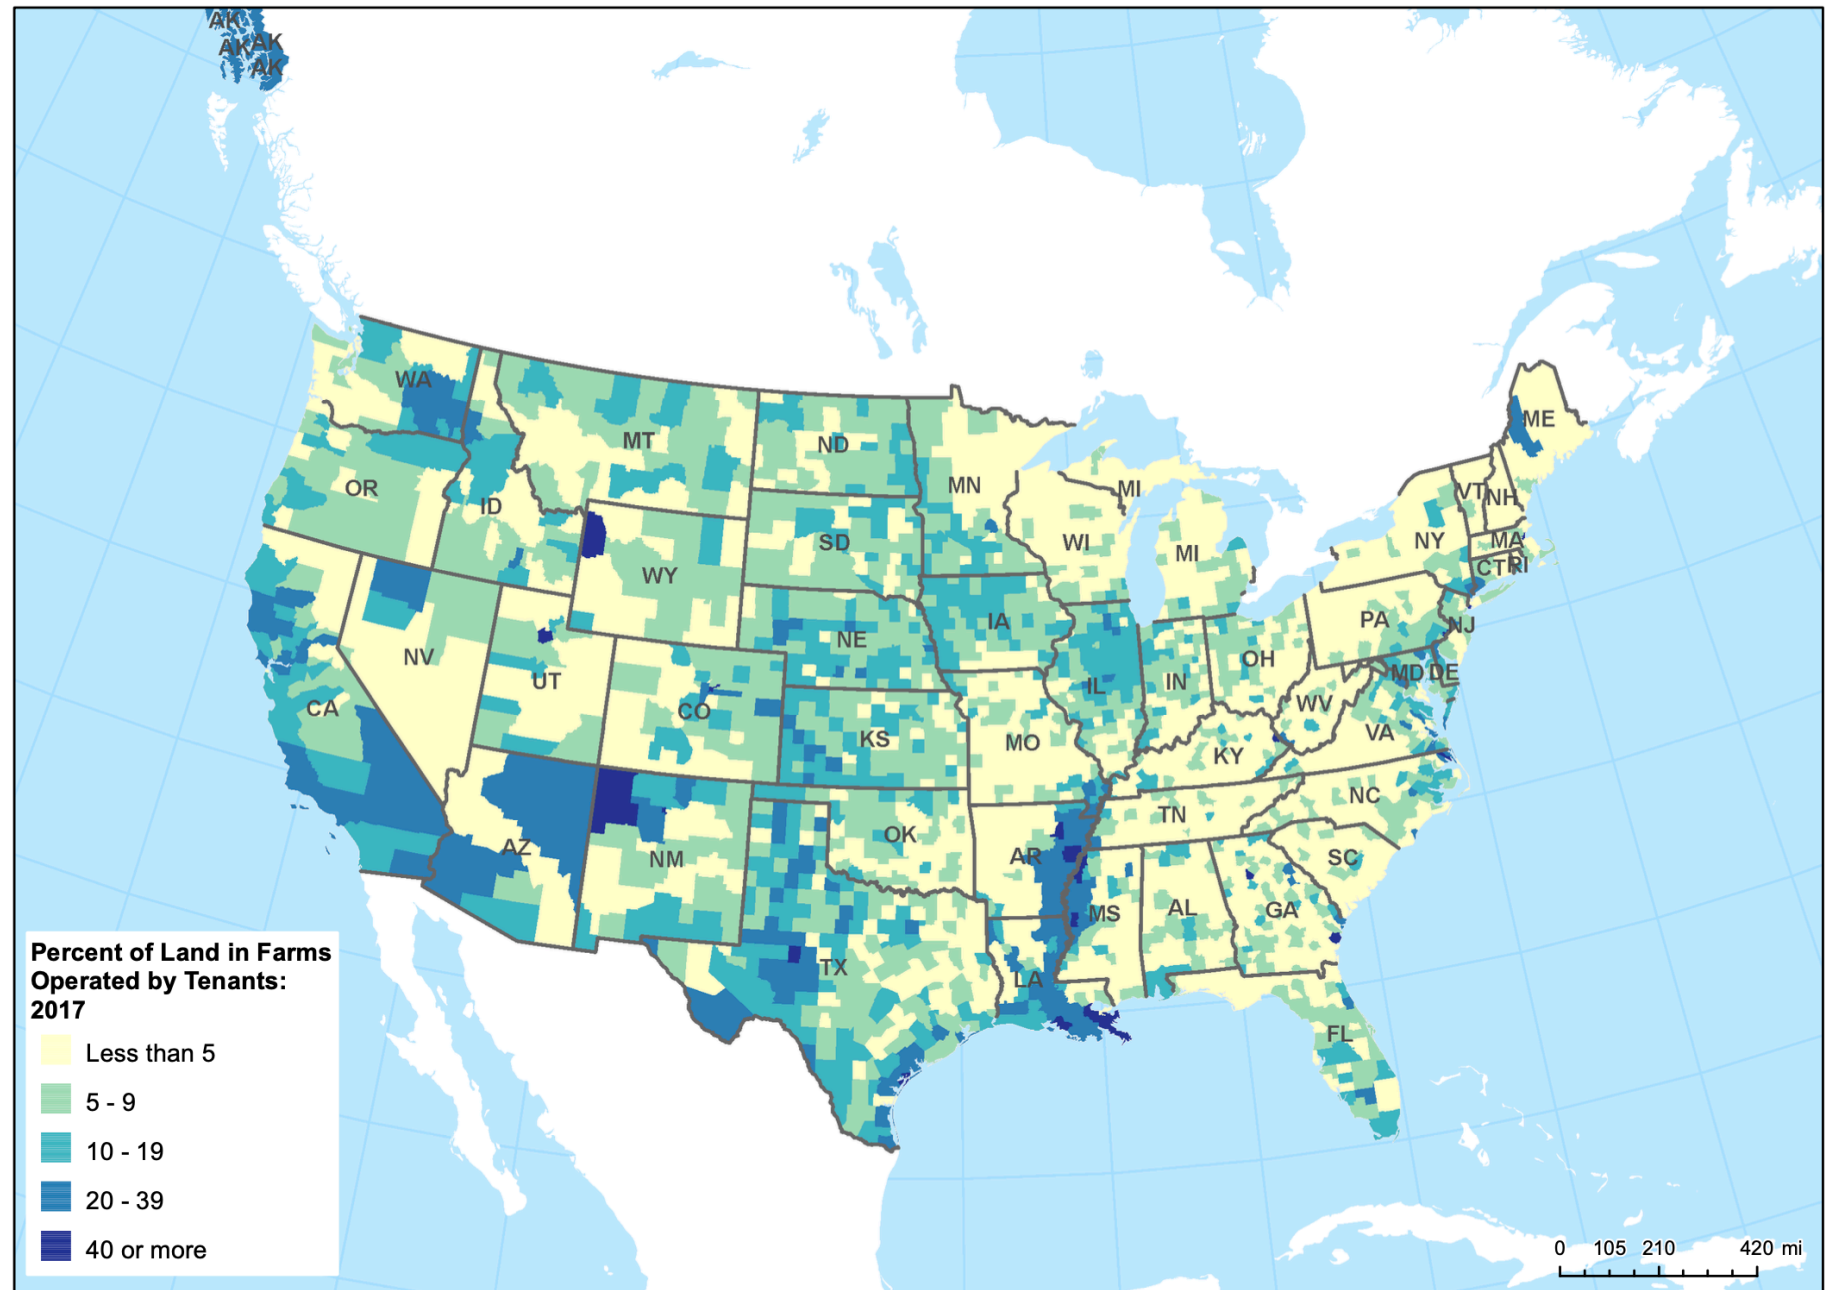 AK
AK AK
AK
WA
MT
ND
MN
ME
OR
ID
SD
WI
MI
MI
VT
NH
NY
MA
CT
RI
WY
NE
IA
PA
NJ
NV
UT
CO
IL
IN
OH
MD
DE
WV
CA
KS
MO
KY
VA
AZ
NM
OK
AR
TN
NC
SC
MS
AL
GA
TX
LA
FL
Percent of Land in Farms
Operated by Tenants:
2017
Less than 5
5 - 9
10 - 19
20 - 39
40 or more
0 105 210 420 mi